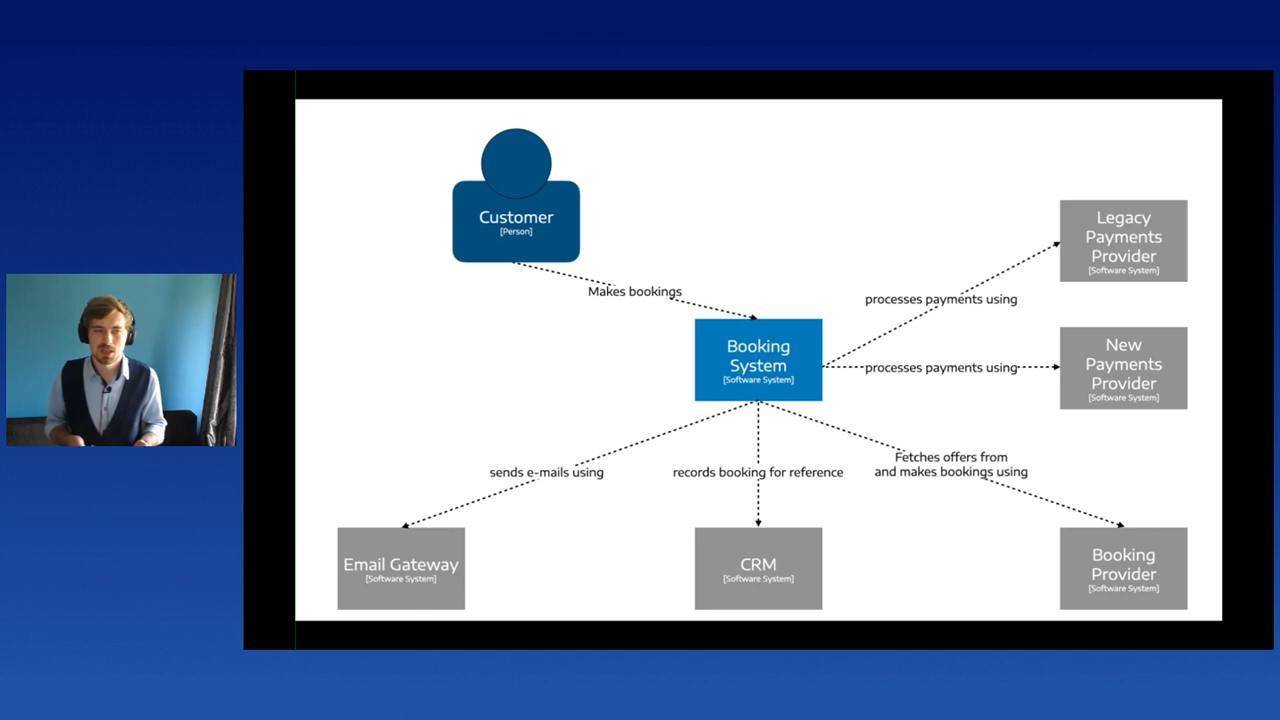 Customer
[Person]
Makes bookings
Booking
System
[Software System]
Legacy
Payments
Provider
[Software System]
processes payments using
New
Payments
Provider
[Software System]
processes payments using
sends e-mails using
records booking for reference
Fetches offers from
and makes bookings using
Email Gateway
[Software System]
CRM
[Software System]
Booking
Provider
[Software System]